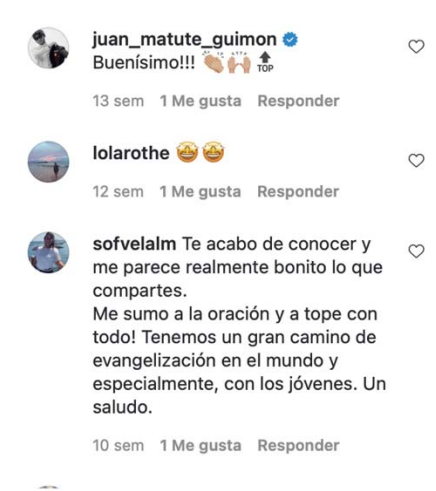 juan_matute_guimon
Buenísimo!!! 👏🏼🙌🏼🔝
13 sem 1 Me gusta Responder
lolarothe 🤩🤩
12 sem 1 Me gusta Responder
sofvelalm Te acabo de conocer y
me parece realmente bonito lo que
compartes.
Me sumo a la oración y a tope con
todo! Tenemos un gran camino de
evangelización en el mundo y
especialmente, con los jóvenes. Un
saludo.
10 sem 1 Me gusta Responder